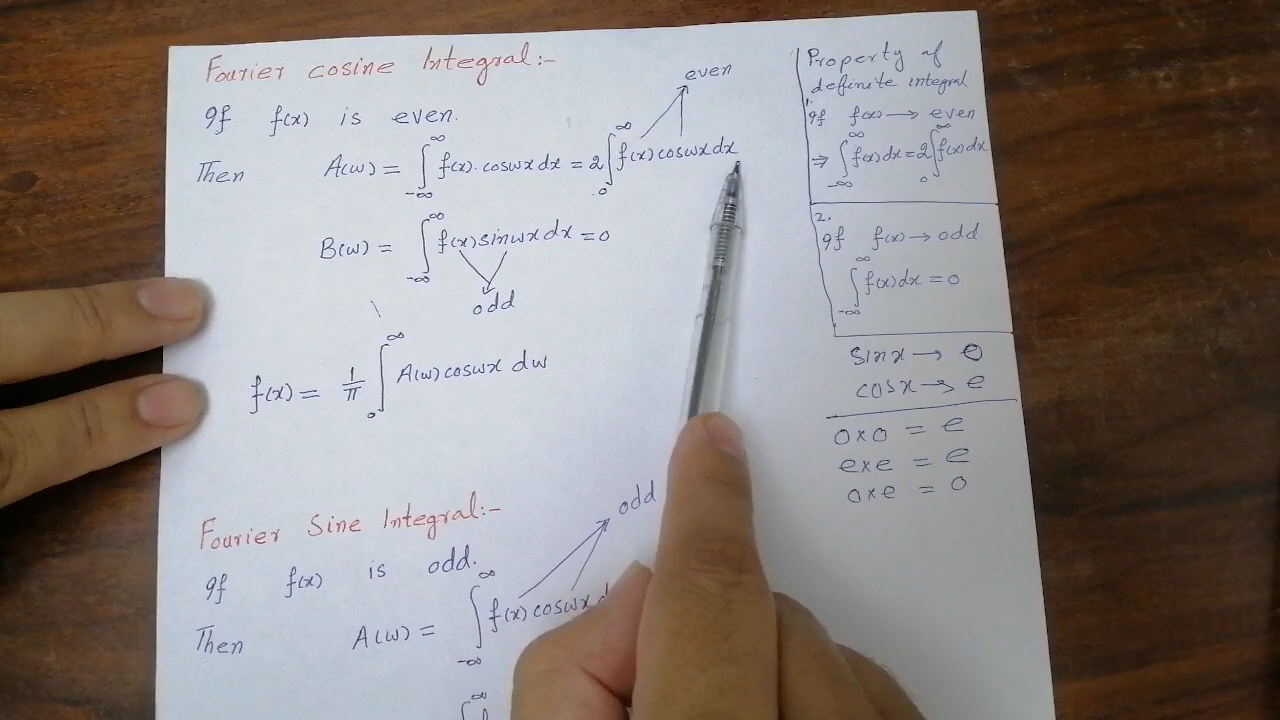 Fourier cosine Integral:-
If f(x) is even.
even
Then A(w) = ∫_{-∞}^{∞} f(x). coswx dx = 2∫_{0}^{∞} f(x) coswx dx
B(w) = ∫_{-∞}^{∞} f(x) sinwx dx = 0
odd
f(x) = 1/π ∫_{0}^{∞} A(w) coswx dw
Fourier Sine Integral:-
odd
If f(x) is odd.
Then A(w) = ∫_{-∞}^{∞} f(x) coswx
∞
∫
Property of
definite integral
1.
If f(x) → even
⇒ ∫_{-∞}^{∞} f(x) dx = 2∫_{0}^{∞} f(x) dx
2.
If f(x) → odd
∫_{-∞}^{∞} f(x) dx = 0
sinx → o
cosx → e
o×o = e
e×e = e
o×e = o